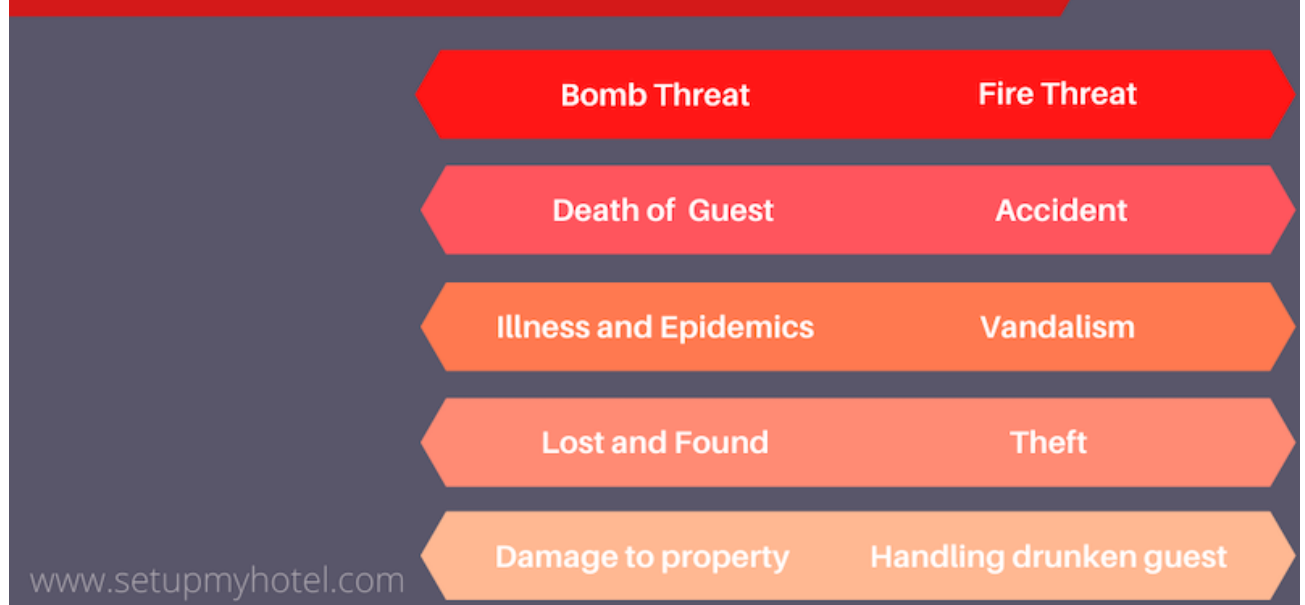 Bomb Threat Fire Threat
Death of Guest Accident
Illness and Epidemics Vandalism
Lost and Found Theft
Damage to property Handling drunken guest
www.setupmyhotel.com